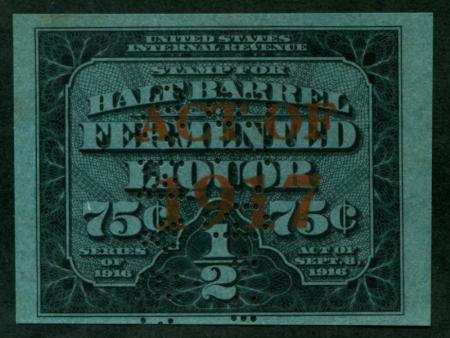 UNITED STATES
INTERNAL REVENUE
STAMP FOR
HALF BARREL
FERMENTED
LIQUOR
ACT OF
1917
75¢ 75¢
1/2
SERIES
OF
1916
ACT OF
SEPT. 8,
1916